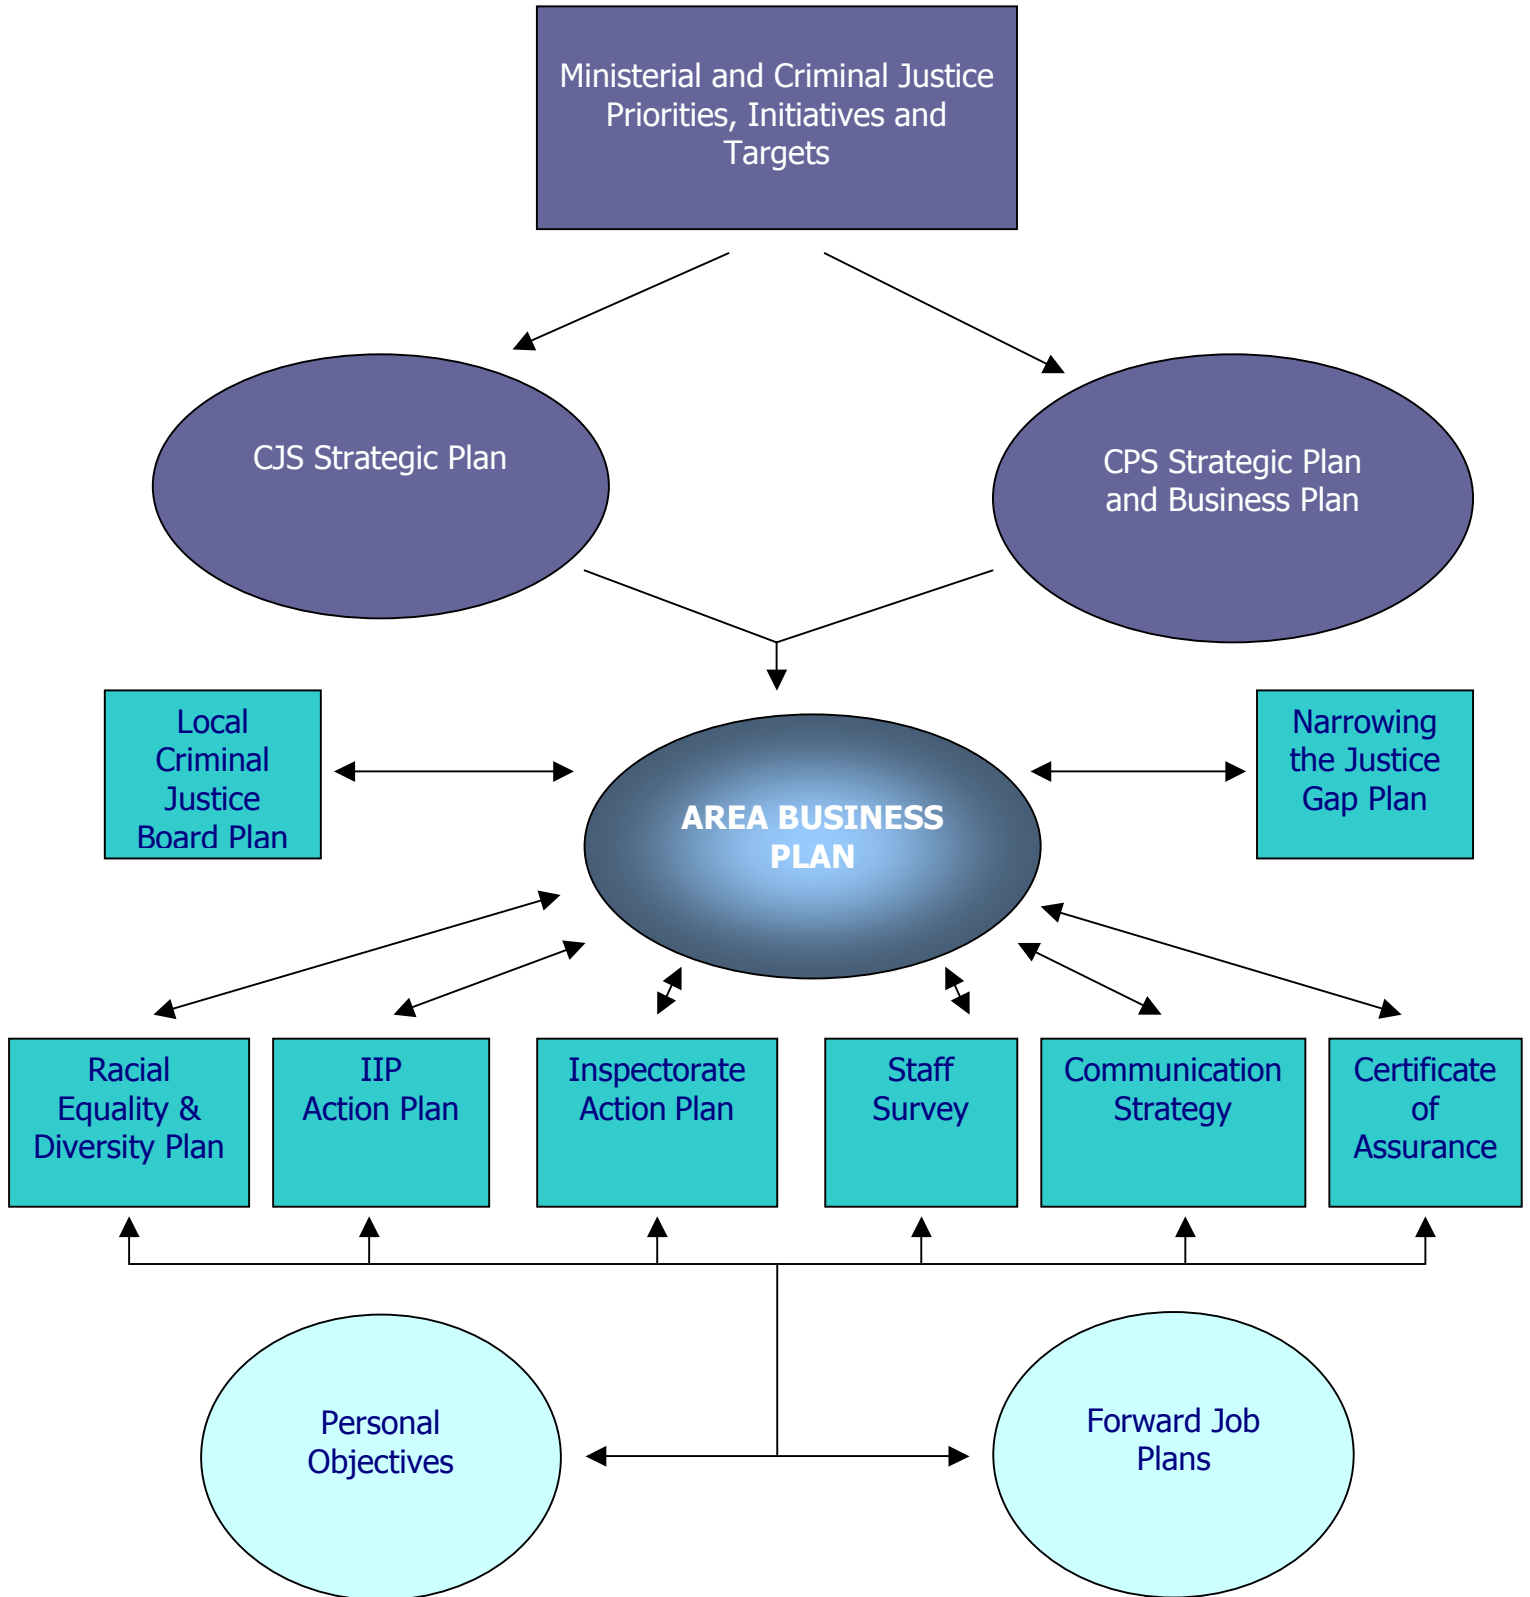 Ministerial and Criminal Justice
Priorities, Initiatives and
Targets
CJS Strategic Plan
CPS Strategic Plan
and Business Plan
Local
Criminal
Justice
Board Plan
Narrowing
the Justice
Gap Plan
AREA BUSINESS
PLAN
Racial
Equality &
Diversity Plan
IIP
Action Plan
Inspectorate
Action Plan
Staff
Survey
Communication
Strategy
Certificate
of
Assurance
Personal
Objectives
Forward Job
Plans